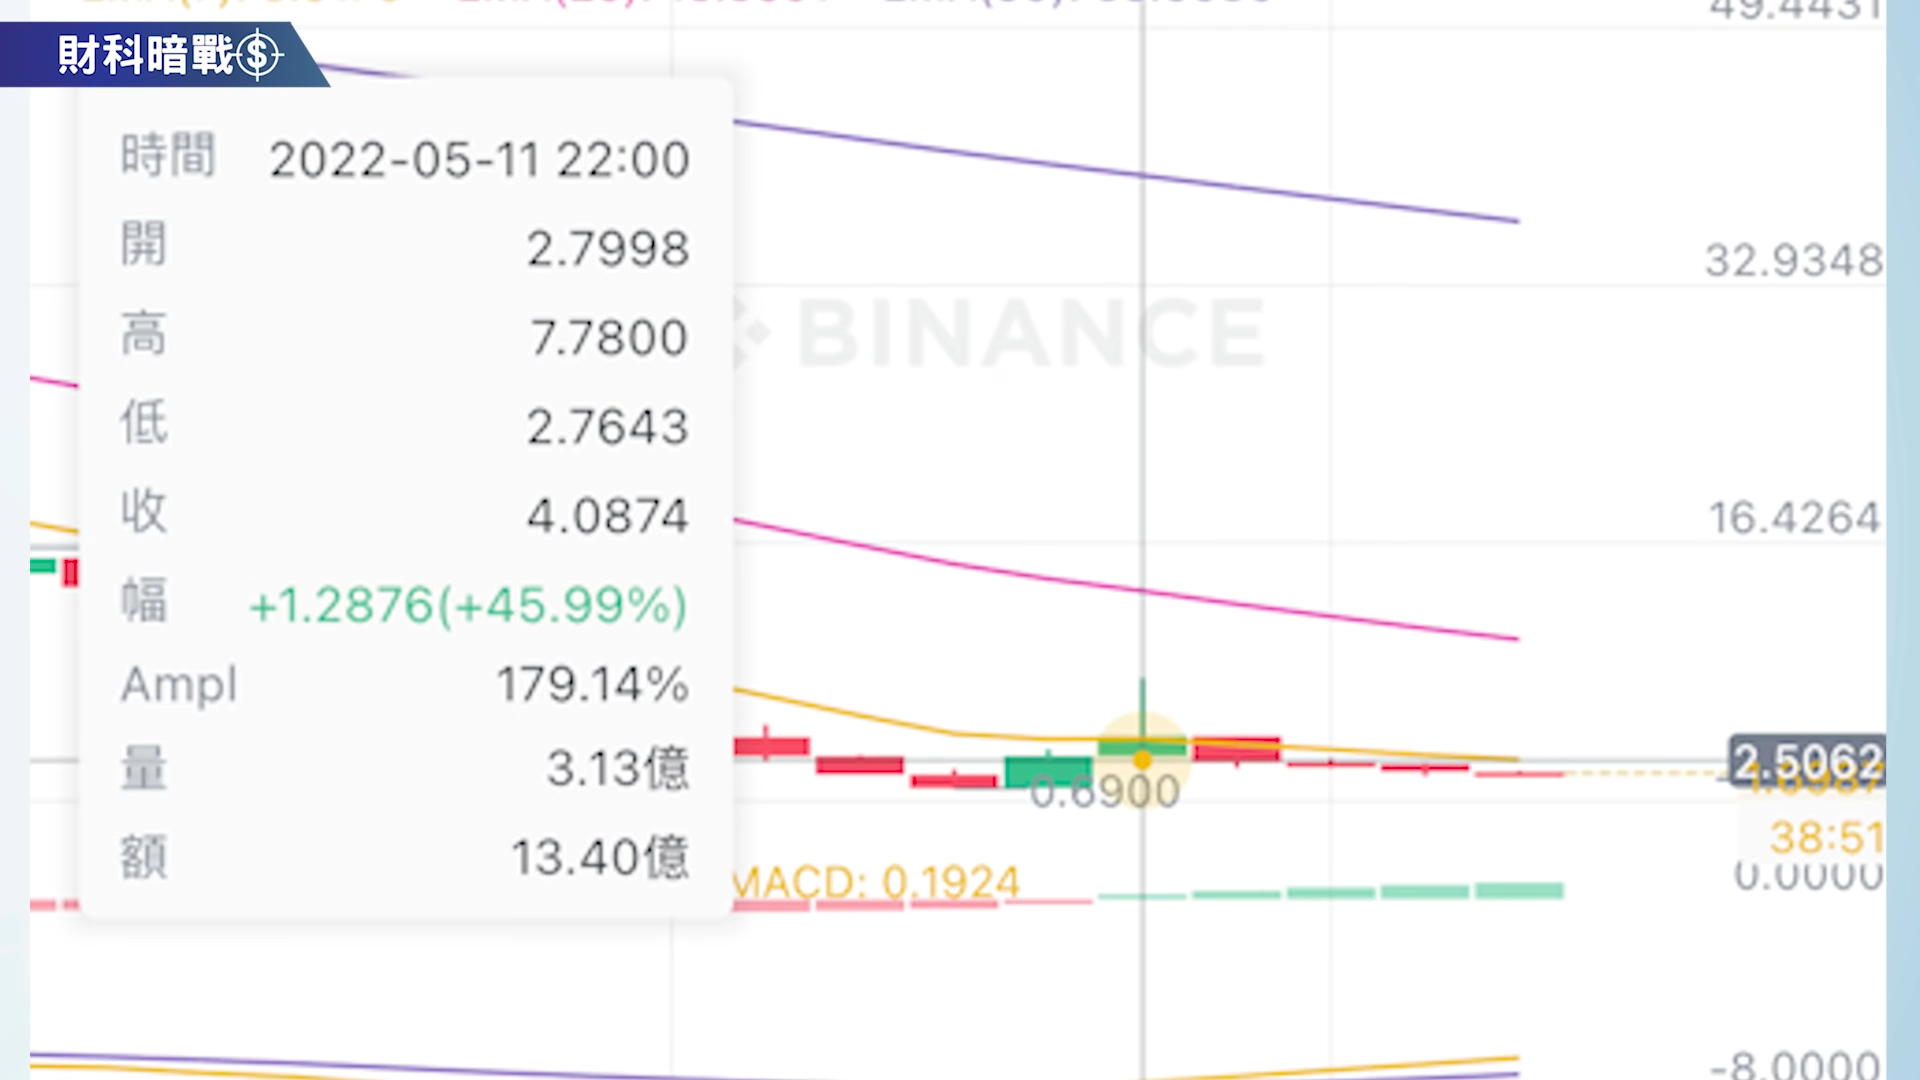 49.4431
財科暗戰
時間 2022-05-11 22:00
開 2.7998
32.9348
高 7.7800
BINANCE
低 2.7643
收 4.0874
16.4264
幅 +1.2876(+45.99%)
Ampl 179.14%
量 3.13億
2.5062
0.6900
38:51
額 13.40億
MACD: 0.1924
0.0000
-8.0000